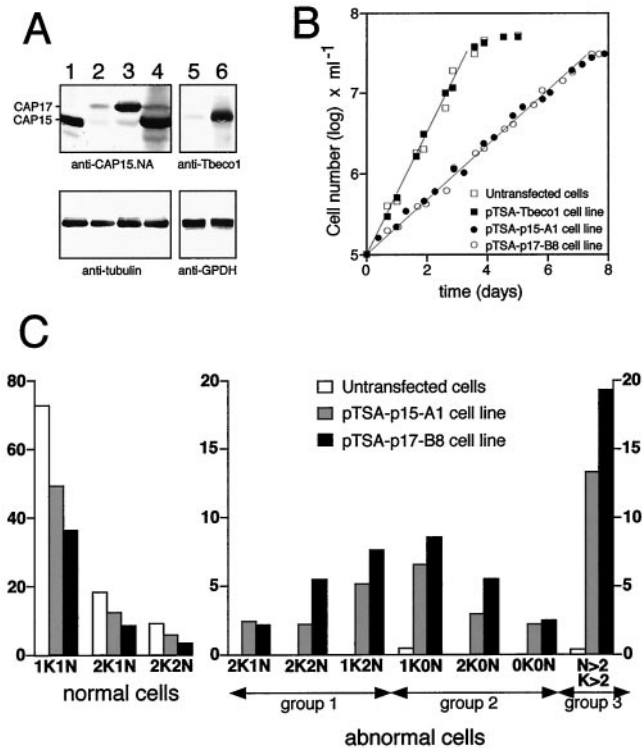 A
1 2 3 4 5 6
CAP17
CAP15
anti-CAP15.NA anti-Tbeco1
anti-tubulin anti-GPDH
B
8
7
6
5
Cell number (log) x ml⁻¹
Untransfected cells
pTSA-Tbeco1 cell line
pTSA-p15-A1 cell line
pTSA-p17-B8 cell line
0 2 4 6 8
time (days)
C
80
60
40
20
0
1K1N 2K1N 2K2N
normal cells
20
15
10
5
0
Untransfected cells
pTSA-p15-A1 cell line
pTSA-p17-B8 cell line
20
15
10
5
0
2K1N 2K2N 1K2N 1K0N 2K0N 0K0N N>2
K>2
group 1 group 2 group 3
abnormal cells